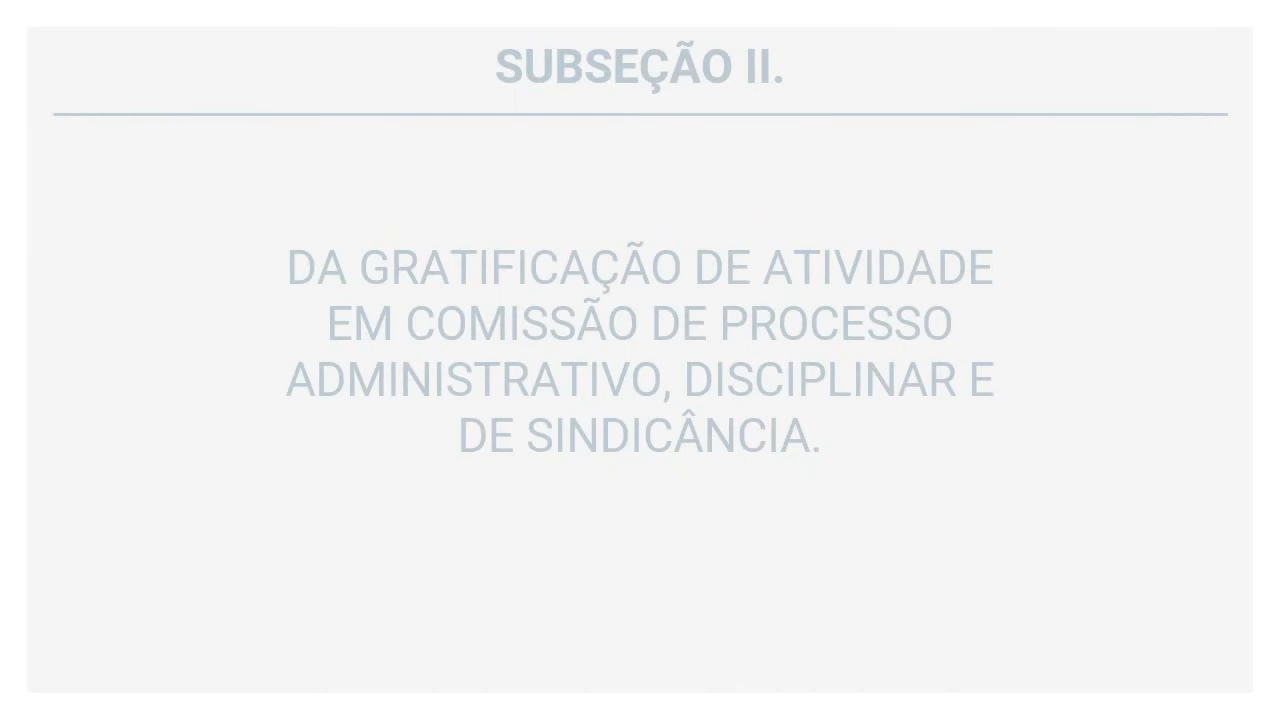 SUBSEÇÃO II.
DA GRATIFICAÇÃO DE ATIVIDADE
EM COMISSÃO DE PROCESSO
ADMINISTRATIVO, DISCIPLINAR E
DE SINDICÂNCIA.